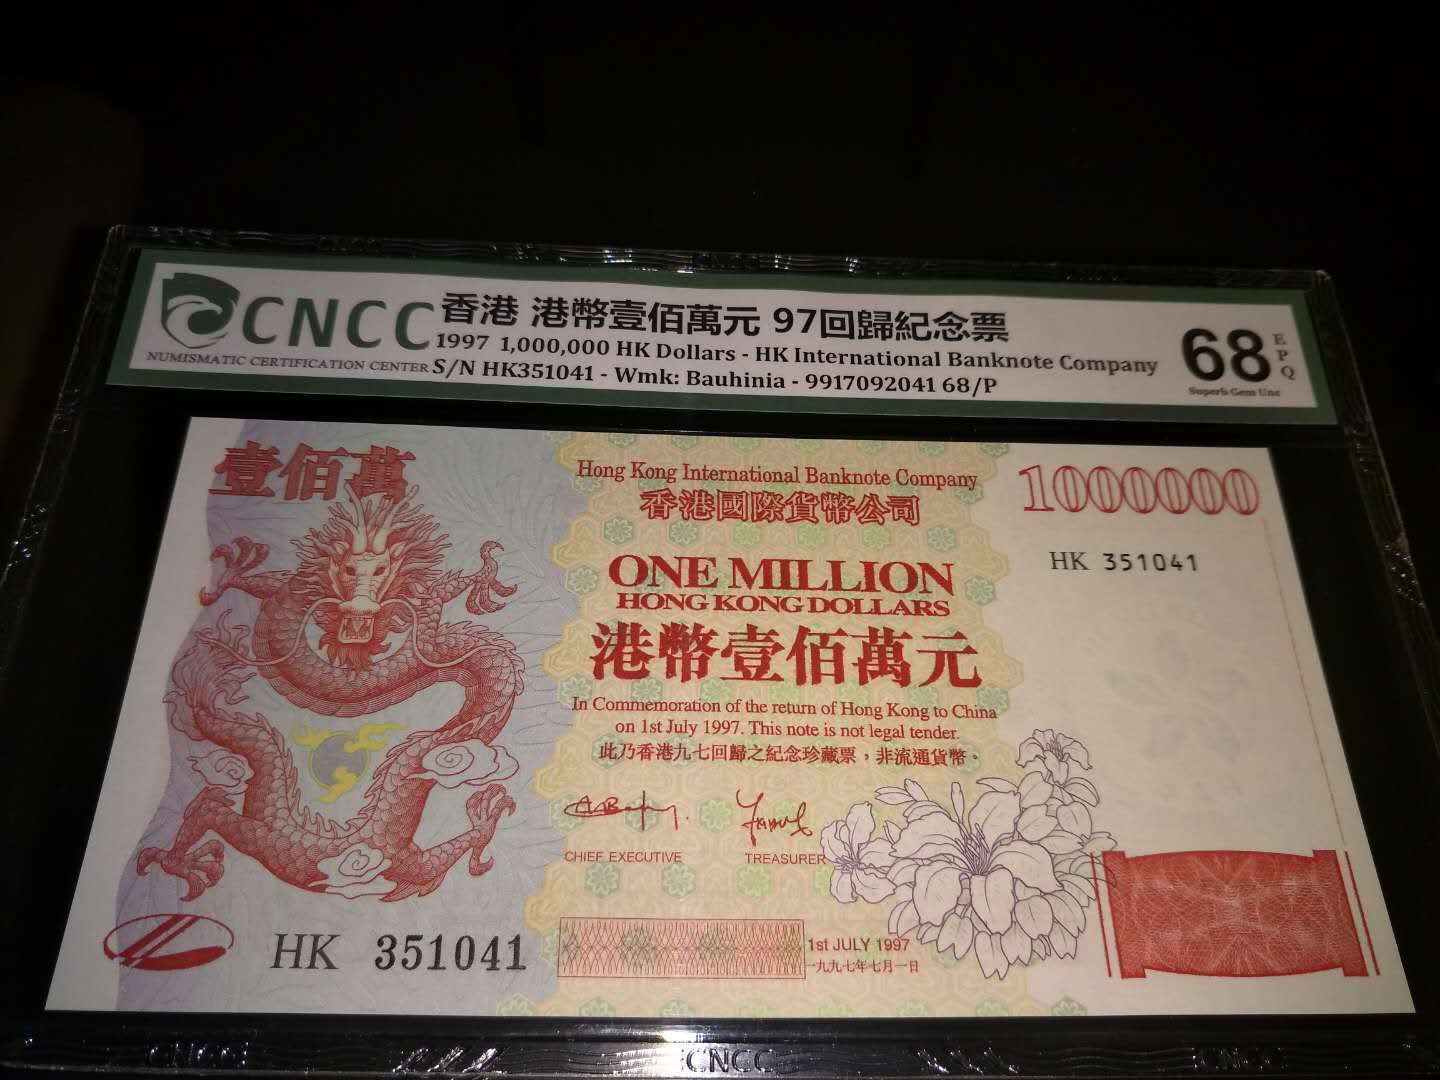 CNCC
NUMISMATIC CERTIFICATION CENTER
香港 港幣壹佰萬元 97回歸紀念票
1997 1,000,000 HK Dollars - HK International Banknote Company
S/N HK351041 - Wmk: Bauhinia - 9917092041 68/P
68
EPQ
Superb Gem Unc
壹佰萬
Hong Kong International Banknote Company
香港國際貨幣公司
1000000
HK 351041
ONE MILLION
HONG KONG DOLLARS
港幣壹佰萬元
In Commemoration of the return of Hong Kong to China
on 1st July 1997. This note is not legal tender.
此乃香港九七回歸之紀念珍藏票，非流通貨幣。
CHIEF EXECUTIVE
TREASURER
HK 351041
1st JULY 1997
一九九七年七月一日
CNCC